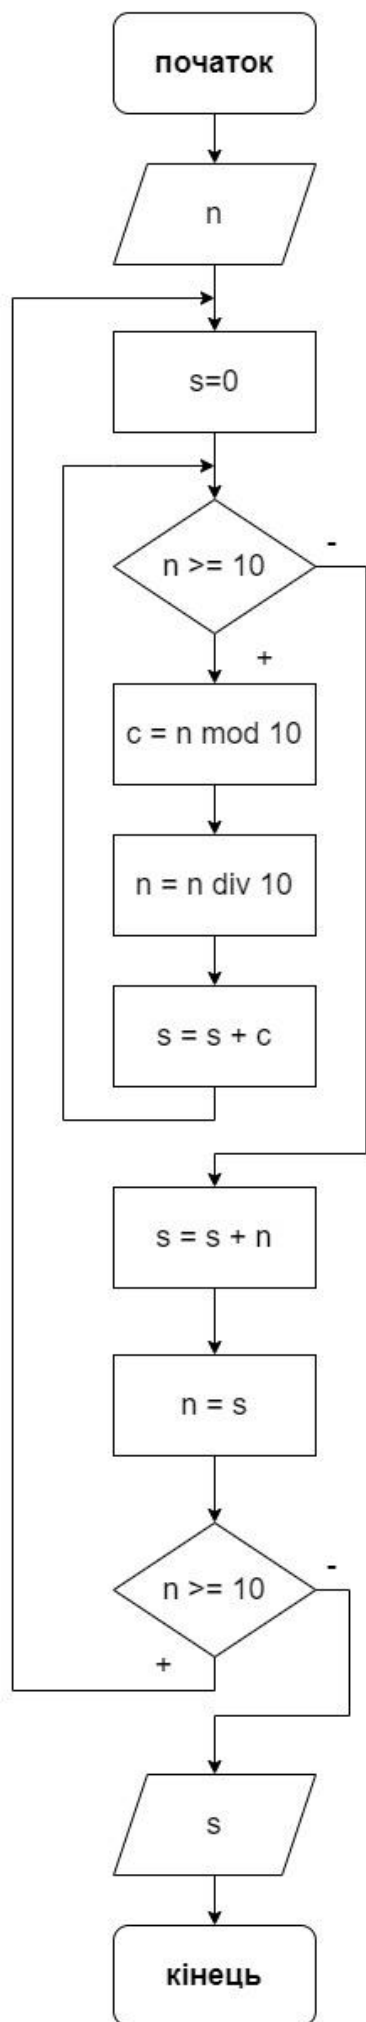 початок
n
s=0
n >= 10
-
+
c = n mod 10
n = n div 10
s = s + c
s = s + n
n = s
n >= 10
-
+
s
кінець